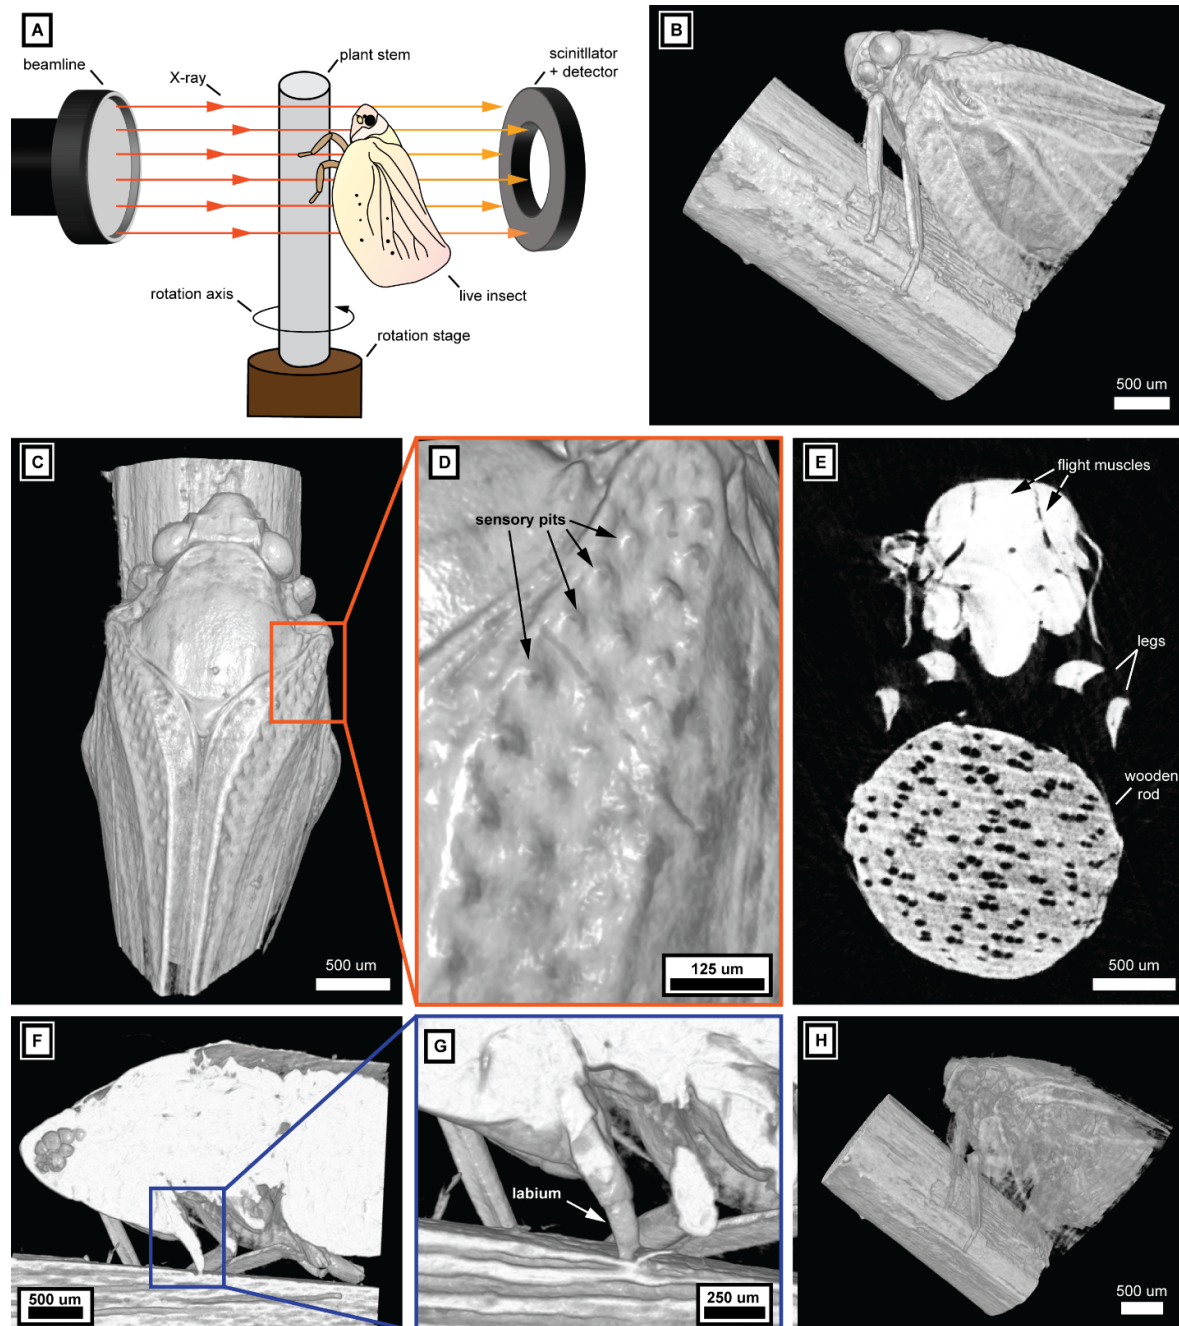 A
beamline
X-ray
plant stem
scinitllator
+ detector
rotation axis
live insect
rotation stage
B
500 um
C
500 um
D
sensory pits
125 um
E
flight muscles
legs
wooden
rod
500 um
F
500 um
G
labium
250 um
H
500 um